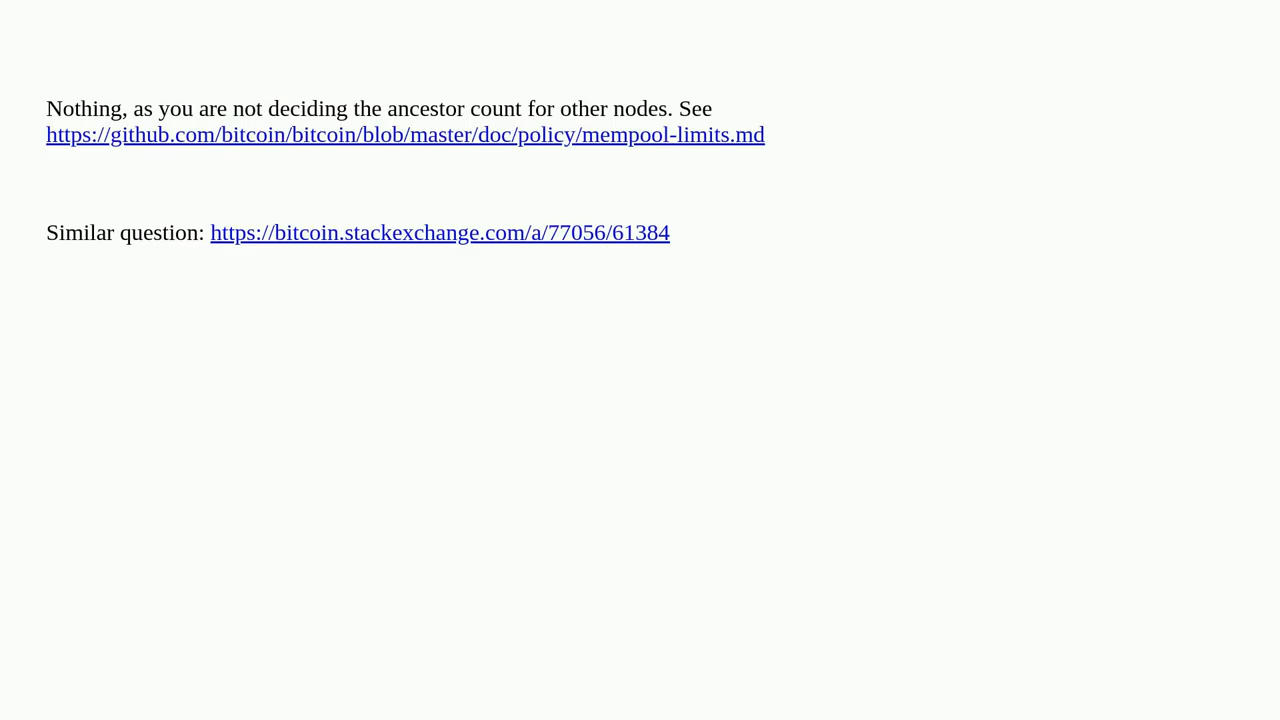 Nothing, as you are not deciding the ancestor count for other nodes. See
https://github.com/bitcoin/bitcoin/blob/master/doc/policy/mempool-limits.md
Similar question: https://bitcoin.stackexchange.com/a/77056/61384